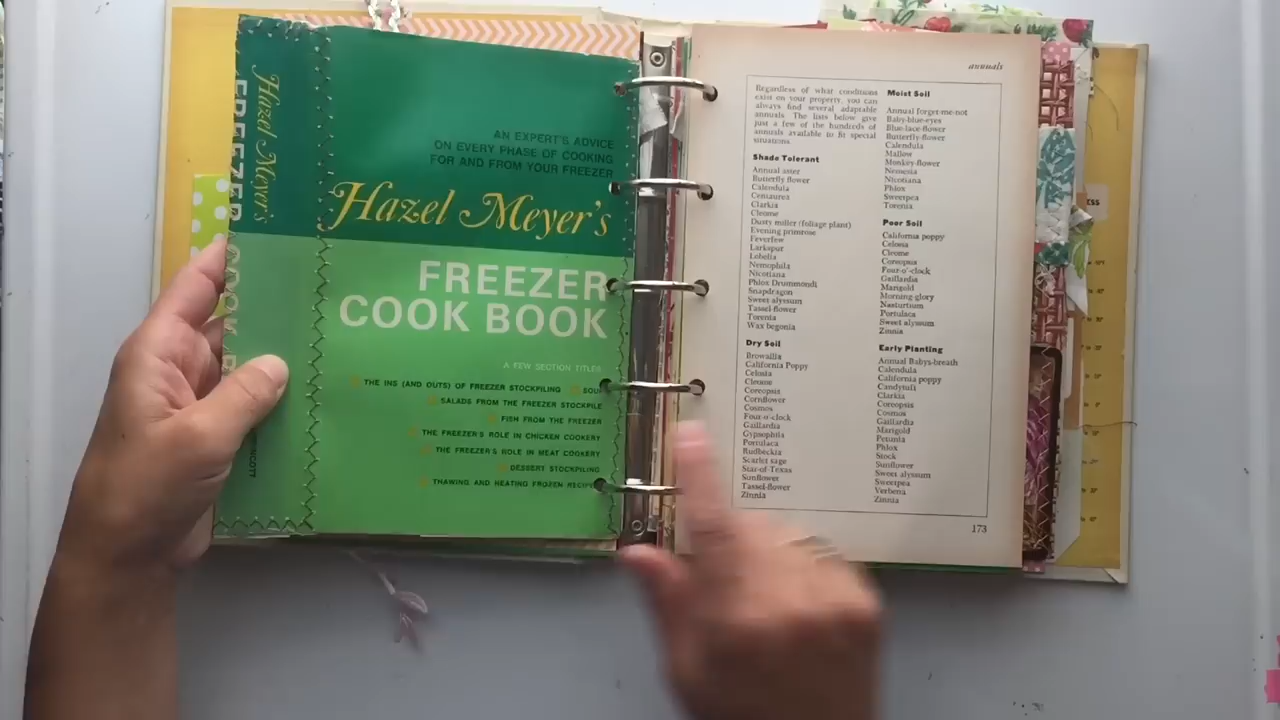 Hazel Meyer's
FREEZER COOK B
AN EXPERT'S ADVICE
ON EVERY PHASE OF COOKING
FOR AND FROM YOUR FREEZER
Hazel Meyer's
FREEZER
COOK BOOK
A FEW SECTION TITLES
THE INS (AND OUTS) OF FREEZER STOCKPILING
SALADS FROM THE FREEZER STOCKPILE
FISH FROM THE FREEZER
THE FREEZER'S ROLE IN CHICKEN COOKERY
THE FREEZER'S ROLE IN MEAT COOKERY
DESSERT STOCKPILING
THAWING AND HEATING FROZEN
annuals
Regardless of what conditions
exist on your property, you can
always find several adaptable
annuals. The lists below give
just a few of the hundreds of
annuals available to fit special
situations.
Shade Tolerant
Annual aster
Butterfly flower
Calendula
Centaurea
Clarkia
Cleome
Dusty miller (foliage plant)
Evening primrose
Feverfew
Larkspur
Lobelia
Nemophila
Nicotiana
Phlox Drummondi
Snapdragon
Sweet alyssum
Tassel-flower
Torenia
Wax begonia
Dry Soil
Browallia
California Poppy
Celosia
Cleome
Coreopsis
Cornflower
Cosmos
Four-o'-clock
Gaillardia
Gypsophila
Portulaca
Rudbeckia
Scarlet sage
Star-of-Texas
Sunflower
Tassel-flower
Zinnia
Moist Soil
Annual forget-me-not
Baby-blue-eyes
Blue-lace-flower
Butterfly-flower
Calendula
Mallow
Monkey-flower
Nemesia
Nicotiana
Phlox
Sweetpea
Torenia
Poor Soil
California poppy
Celosia
Cleome
Coreopsis
Four-o'-clock
Gaillardia
Marigold
Morning-glory
Nasturtium
Portulaca
Sweet alyssum
Zinnia
Early Planting
Annual Babys-breath
Calendula
California poppy
Candytuft
Clarkia
Coreopsis
Cosmos
Gaillardia
Marigold
Petunia
Phlox
Stock
Sunflower
Sweet alyssum
Sweetpea
Verbena
Zinnia
173